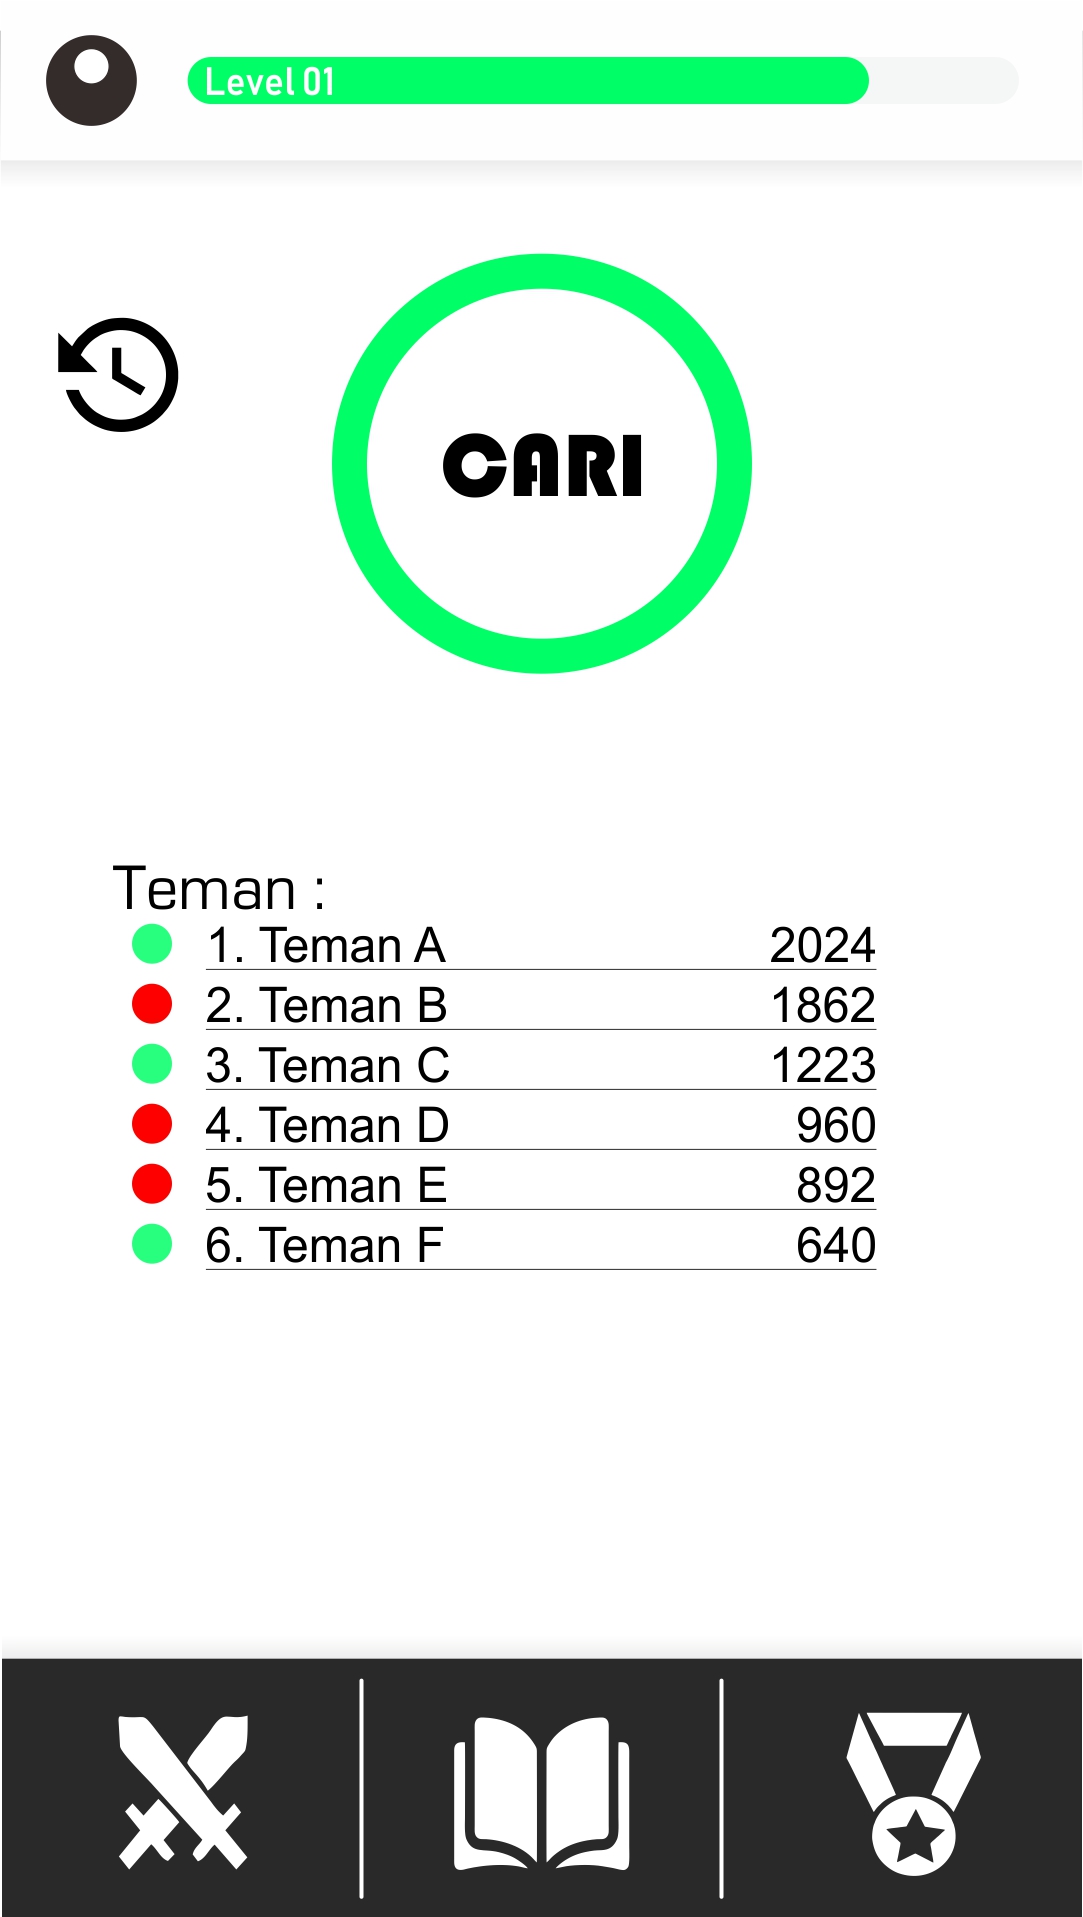 Level 01
CARI
Teman :
1. Teman A 2024
2. Teman B 1862
3. Teman C 1223
4. Teman D 960
5. Teman E 892
6. Teman F 640